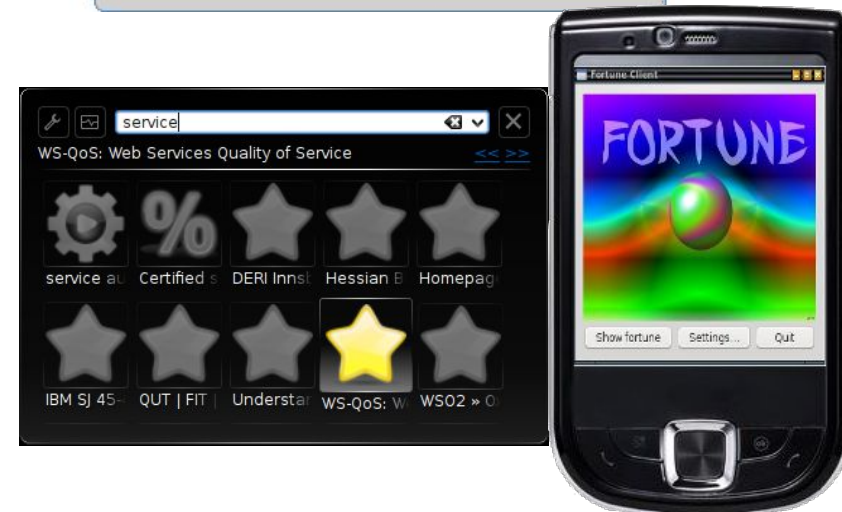 service
WS-QoS: Web Services Quality of Service
<< >>
service au
Certified s
DERI Innsb
Hessian B
Homepag
IBM SJ 45-
QUT | FIT |
Understar
WS-QoS: W
WSO2 » O
Fortune Client
FORTUNE
Show fortune
Settings...
Quit